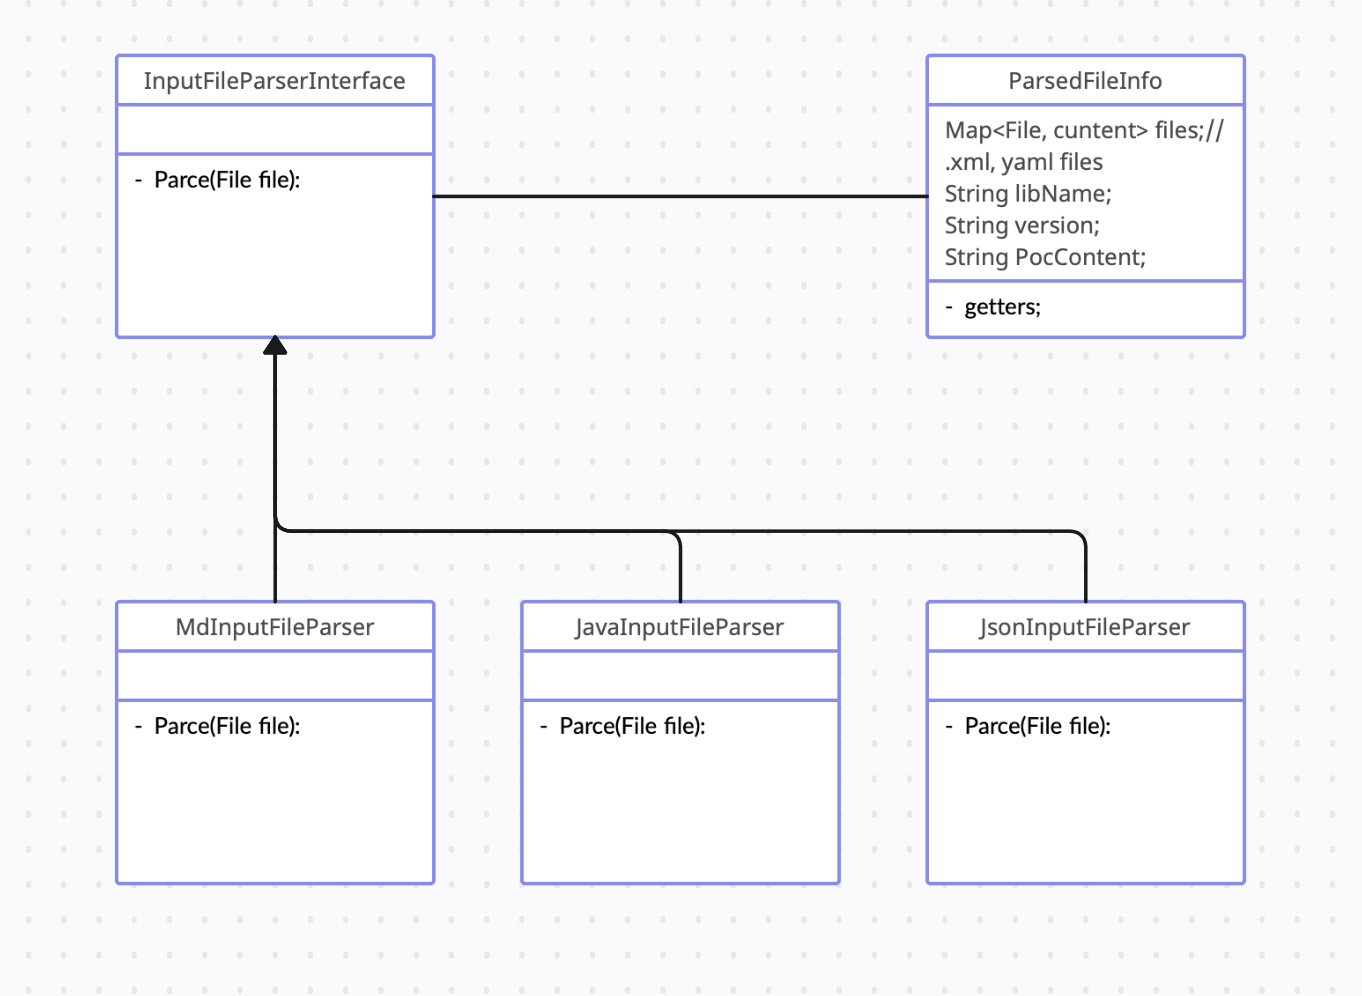 InputFileParserInterface
- Parce(File file):
ParsedFileInfo
Map<File, cuntent> files;//
.xml, yaml files
String libName;
String version;
String PocContent;
- getters;
MdInputFileParser
- Parce(File file):
JavaInputFileParser
- Parce(File file):
JsonInputFileParser
- Parce(File file):